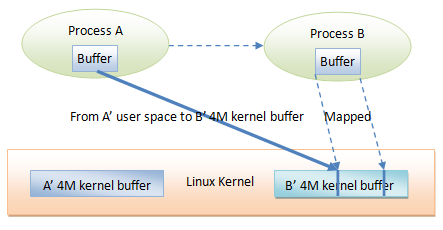 Process A
Process B
Buffer
Buffer
From A’ user space to B’ 4M kernel buffer
Mapped
A’ 4M kernel buffer
Linux Kernel
B’ 4M kernel buffer